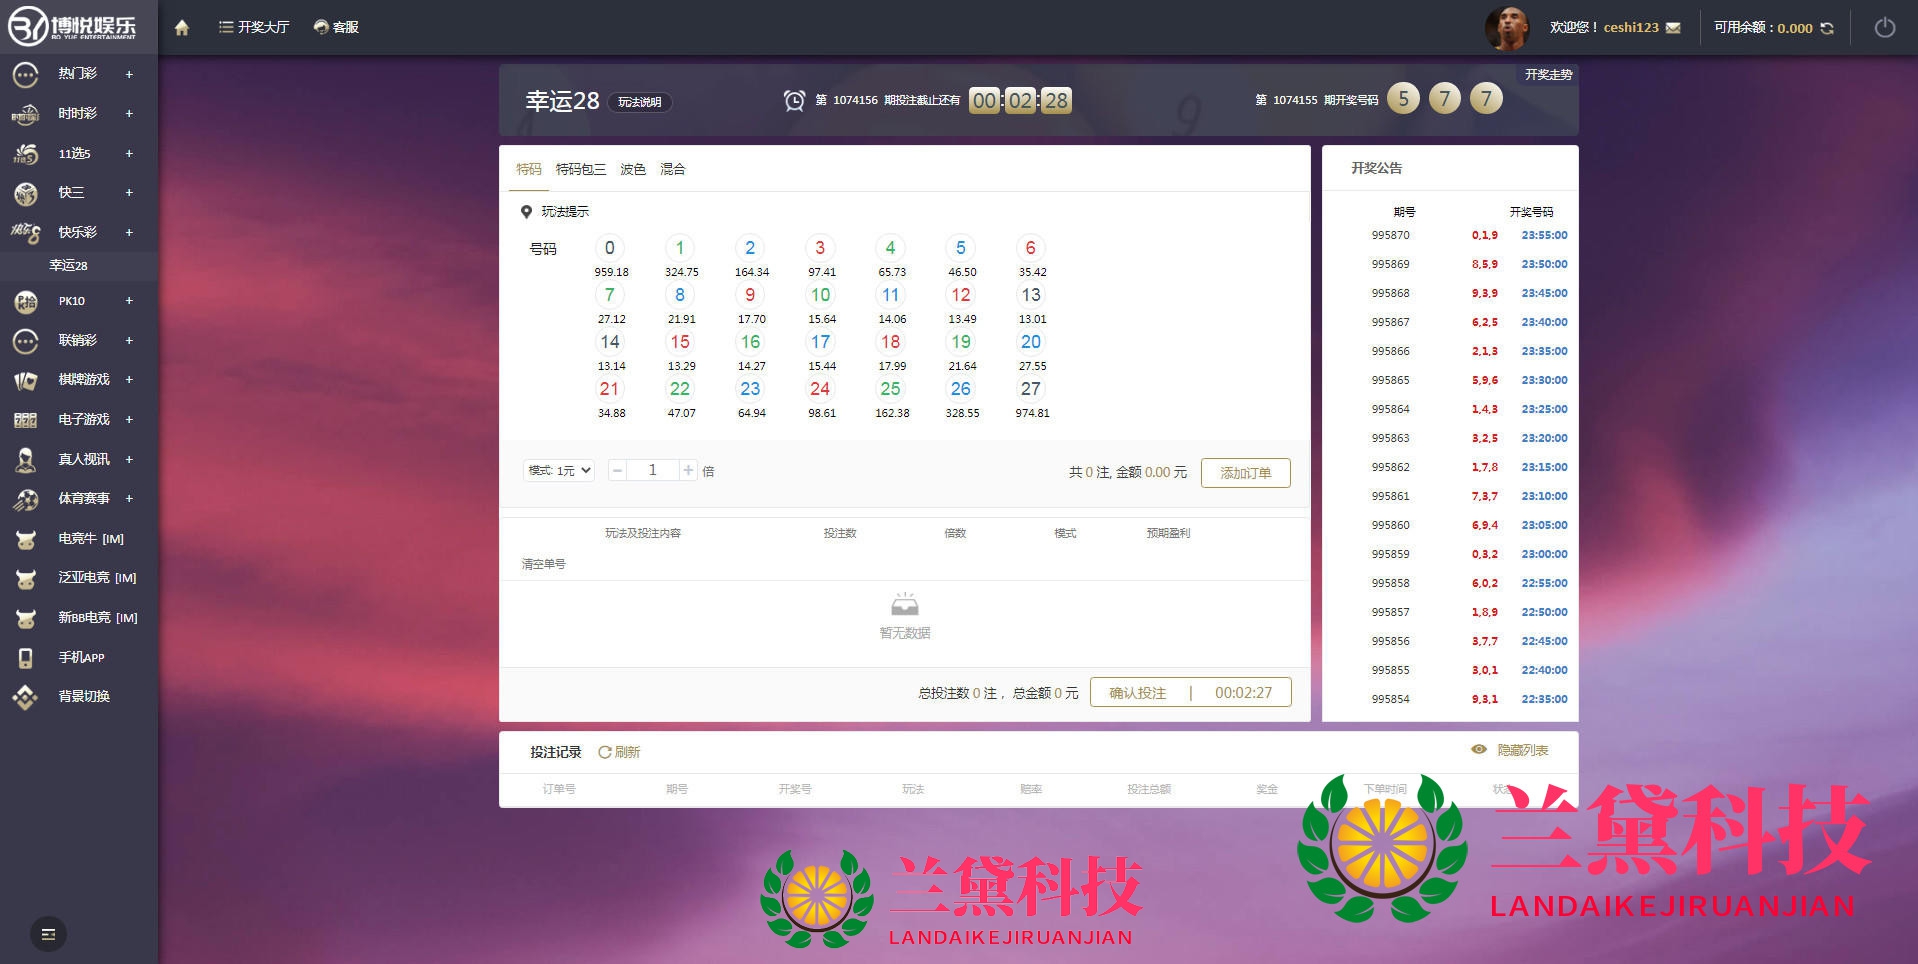 博悦娱乐
BO YUE ENTERTAINMENT
开奖大厅
客服
欢迎您！ceshi123
可用余额：0.000
热门彩 +
时时彩 +
11选5 +
快三 +
快乐彩 +
幸运28
PK10 +
联销彩 +
棋牌游戏 +
电子游戏 +
真人视讯 +
体育赛事 +
电竞牛 [IM]
泛亚电竞 [IM]
新BB电竞 [IM]
手机APP
背景切换
幸运28 玩法说明
第 1074156 期投注截止还有 00:02:28
开奖走势
第 1074155 期开奖号码 5 7 7
特码 特码包三 波色 混合
玩法提示
号码 0 1 2 3 4 5 6
959.18 324.75 164.34 97.41 65.73 46.50 35.42
7 8 9 10 11 12 13
27.12 21.91 17.70 15.64 14.06 13.49 13.01
14 15 16 17 18 19 20
13.14 13.29 14.27 15.44 17.99 21.64 27.55
21 22 23 24 25 26 27
34.88 47.07 64.94 98.61 162.38 328.55 974.81
模式: 1元 − 1 + 倍
共 0 注, 金额 0.00 元 添加订单
玩法及投注内容 投注数 倍数 模式 预期盈利
清空单号
暂无数据
总投注数 0 注， 总金额 0 元 确认投注 | 00:02:27
开奖公告
期号 开奖号码
995870 0,1,9 23:55:00
995869 8,5,9 23:50:00
995868 9,3,9 23:45:00
995867 6,2,5 23:40:00
995866 2,1,3 23:35:00
995865 5,9,6 23:30:00
995864 1,4,3 23:25:00
995863 3,2,5 23:20:00
995862 1,7,8 23:15:00
995861 7,3,7 23:10:00
995860 6,9,4 23:05:00
995859 0,3,2 23:00:00
995858 6,0,2 22:55:00
995857 1,8,9 22:50:00
995856 3,7,7 22:45:00
995855 3,0,1 22:40:00
995854 9,3,1 22:35:00
投注记录 刷新
隐藏列表
订单号 期号 开奖号 玩法 赔率 投注总额 奖金 下单时间
兰黛科技
LANDAIKEJIRUANJIAN
兰黛科技
LANDAIKEJIRUANJIAN